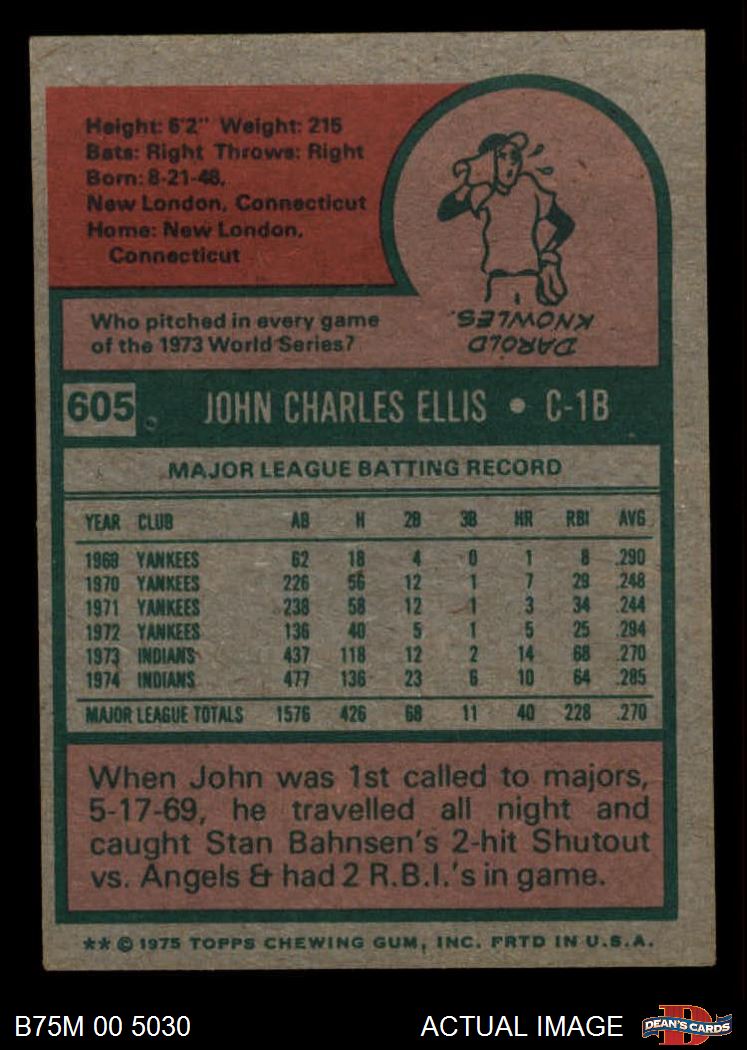 Height: 6'2" Weight: 215
Bats: Right Throws: Right
Born: 8-21-48,
New London, Connecticut
Home: New London,
Connecticut
Who pitched in every game
of the 1973 World Series?
DAROLD
KNOWLES.
605
JOHN CHARLES ELLIS • C-1B
MAJOR LEAGUE BATTING RECORD
YEAR CLUB AB H 2B 3B HR RBI AVG
1969 YANKEES 62 18 4 0 1 8 .290
1970 YANKEES 226 56 12 1 7 29 .248
1971 YANKEES 238 58 12 1 3 34 .244
1972 YANKEES 136 40 5 1 5 25 .294
1973 INDIANS 437 118 12 2 14 68 .270
1974 INDIANS 477 136 23 6 10 64 .285
MAJOR LEAGUE TOTALS 1576 426 68 11 40 228 .270
When John was 1st called to majors,
5-17-69, he travelled all night and
caught Stan Bahnsen's 2-hit Shutout
vs. Angels & had 2 R.B.I.'s in game.
** © 1975 TOPPS CHEWING GUM, INC. PRTD IN U.S.A.
B75M 00 5030 ACTUAL IMAGE
D
DEAN'S CARDS